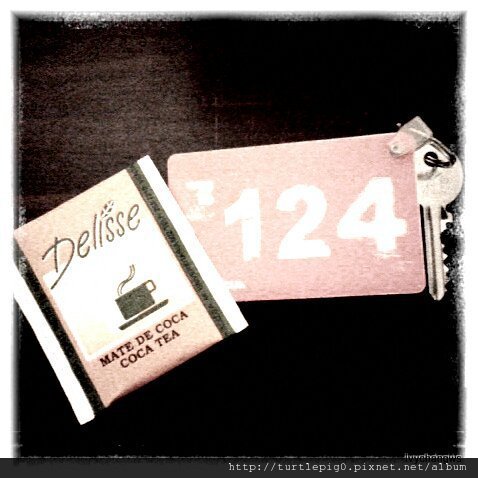 124
Delisse
MATE DE COCA
COCA TEA
http://turtlepig0.pixnet.net/album